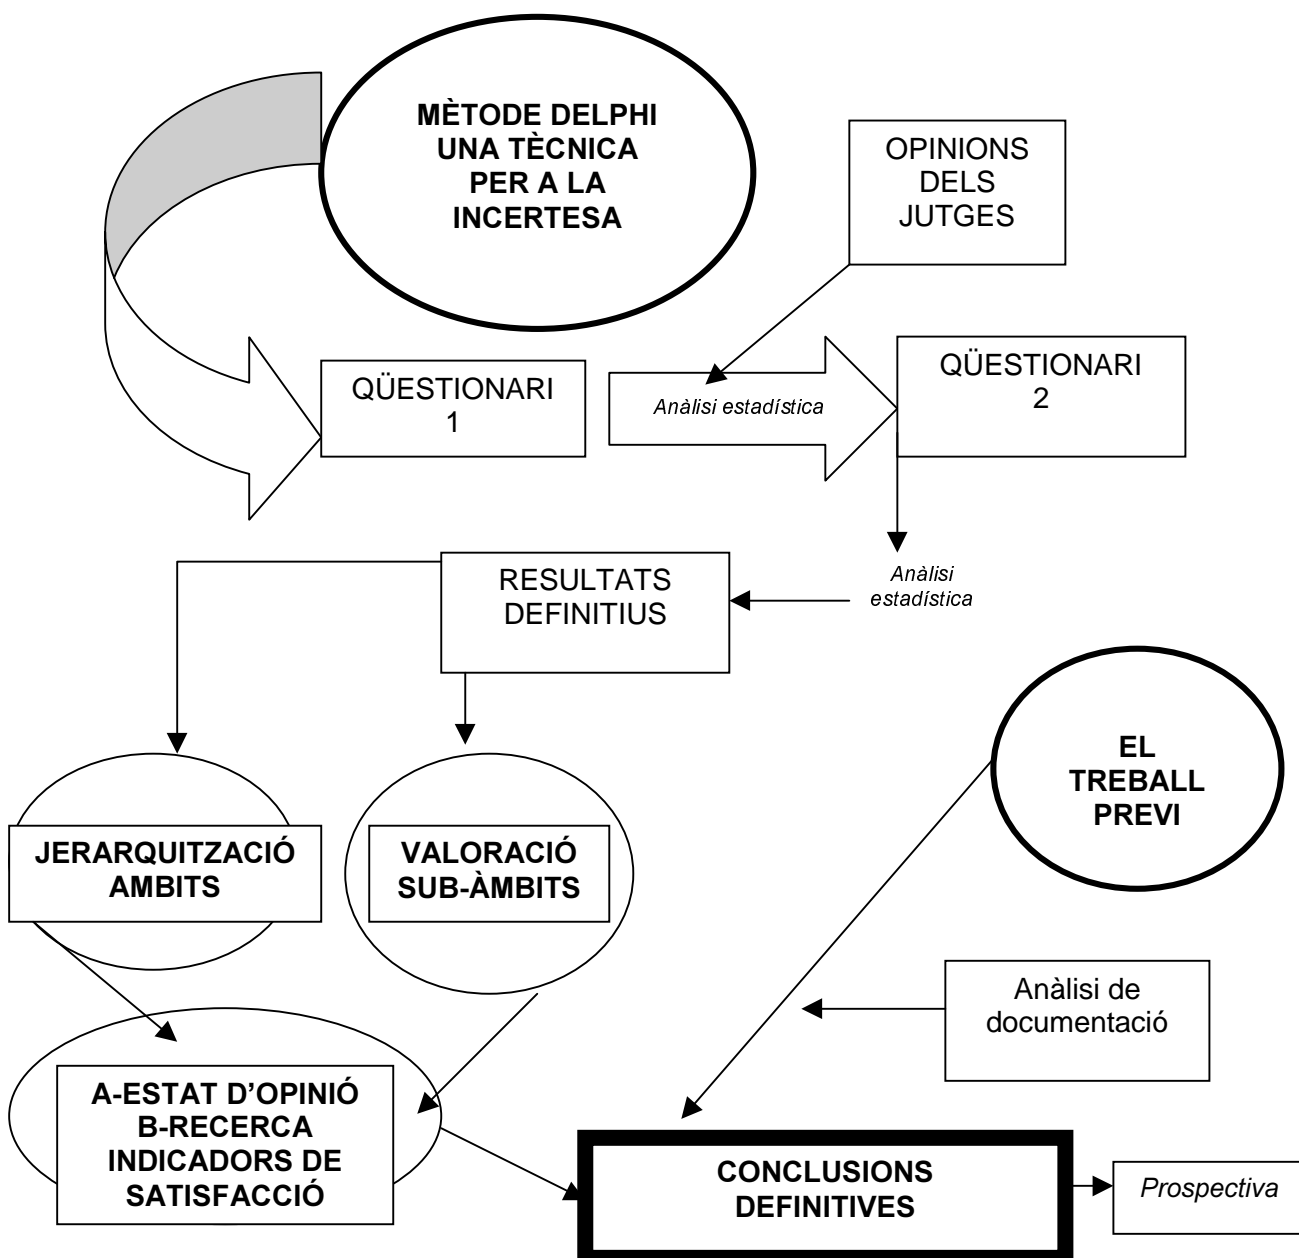 MÈTODE DELPHI
UNA TÈCNICA
PER A LA
INCERTESA
OPINIONS
DELS
JUTGES
QÜESTIONARI
1
Anàlisi estadística
QÜESTIONARI
2
Anàlisi
estadística
RESULTATS
DEFINITIUS
EL
TREBALL
PREVI
JERARQUITZACIÓ
AMBITS
VALORACIÓ
SUB-ÀMBITS
Anàlisi de
documentació
A-ESTAT D’OPINIÓ
B-RECERCA
INDICADORS DE
SATISFACCIÓ
CONCLUSIONS
DEFINITIVES
Prospectiva